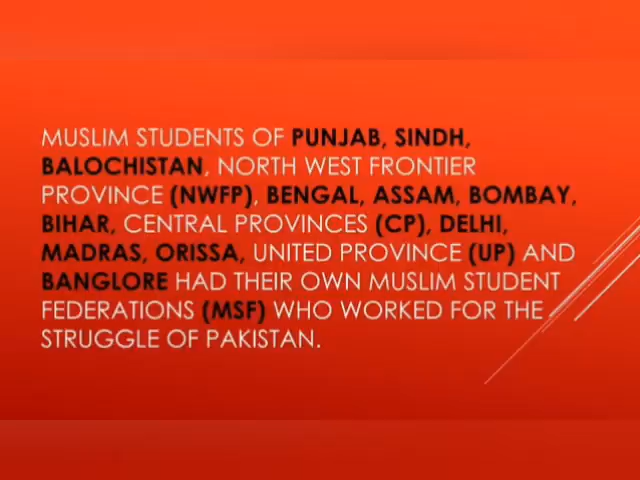 MUSLIM STUDENTS OF PUNJAB, SINDH,
BALOCHISTAN, NORTH WEST FRONTIER
PROVINCE (NWFP), BENGAL, ASSAM, BOMBAY,
BIHAR, CENTRAL PROVINCES (CP), DELHI,
MADRAS, ORISSA, UNITED PROVINCE (UP) AND
BANGLORE HAD THEIR OWN MUSLIM STUDENT
FEDERATIONS (MSF) WHO WORKED FOR THE
STRUGGLE OF PAKISTAN.